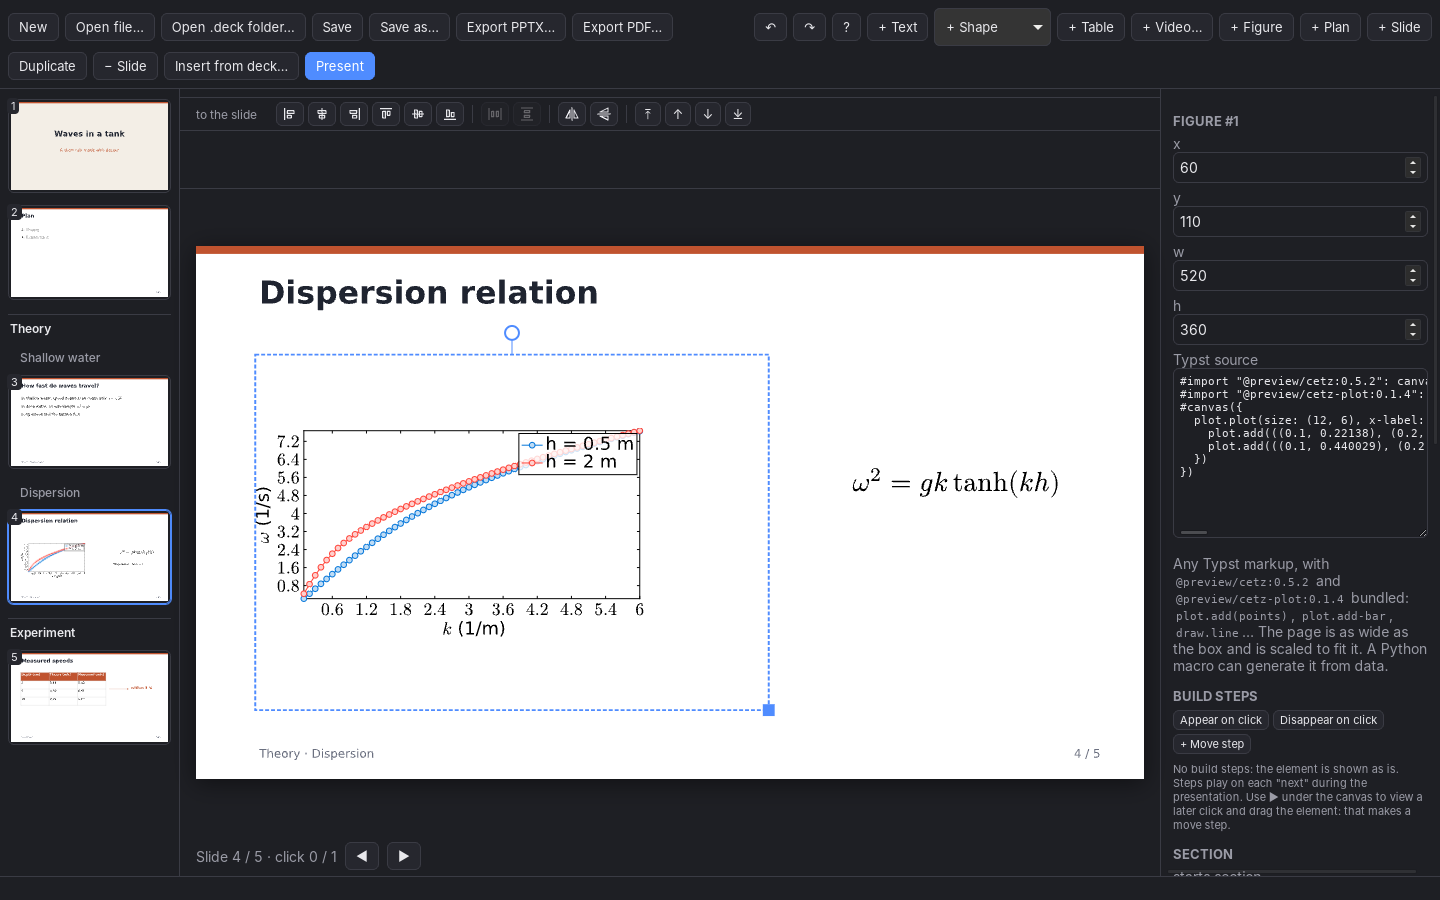 New Open file... Open .deck folder... Save Save as... Export PPTX... Export PDF... ↶ ↷ ? + Text + Shape + Table + Video... + Figure + Plan + Slide
Duplicate − Slide Insert from deck... Present
to the slide
1
Waves in a tank
2
Plan
Theory
Shallow water
3
How fast do waves travel?
Dispersion
4
Dispersion relation
Experiment
5
Measured speeds
Dispersion relation
7.2
6.4
5.6
4.8
4
3.2
2.4
1.6
0.8
ω (1/s)
h = 0.5 m
h = 2 m
0.6 1.2 1.8 2.4 3 3.6 4.2 4.8 5.4 6
k (1/m)
ω² = gk tanh(kh)
Theory · Dispersion
4 / 5
Slide 4 / 5 · click 0 / 1 ◀ ▶
FIGURE #1
x
60
y
110
w
520
h
360
Typst source
#import "@preview/cetz:0.5.2": canva
#import "@preview/cetz-plot:0.1.4":
#canvas({
plot.plot(size: (12, 6), x-label:
plot.add(((0.1, 0.22138), (0.2,
plot.add(((0.1, 0.440029), (0.2
})
})
Any Typst markup, with
@preview/cetz:0.5.2 and
@preview/cetz-plot:0.1.4 bundled:
plot.add(points), plot.add-bar,
draw.line... The page is as wide as
the box and is scaled to fit it. A Python
macro can generate it from data.
BUILD STEPS
Appear on click Disappear on click
+ Move step
No build steps: the element is shown as is.
Steps play on each "next" during the
presentation. Use ▶ under the canvas to view a
later click and drag the element: that makes a
move step.
SECTION
starts section